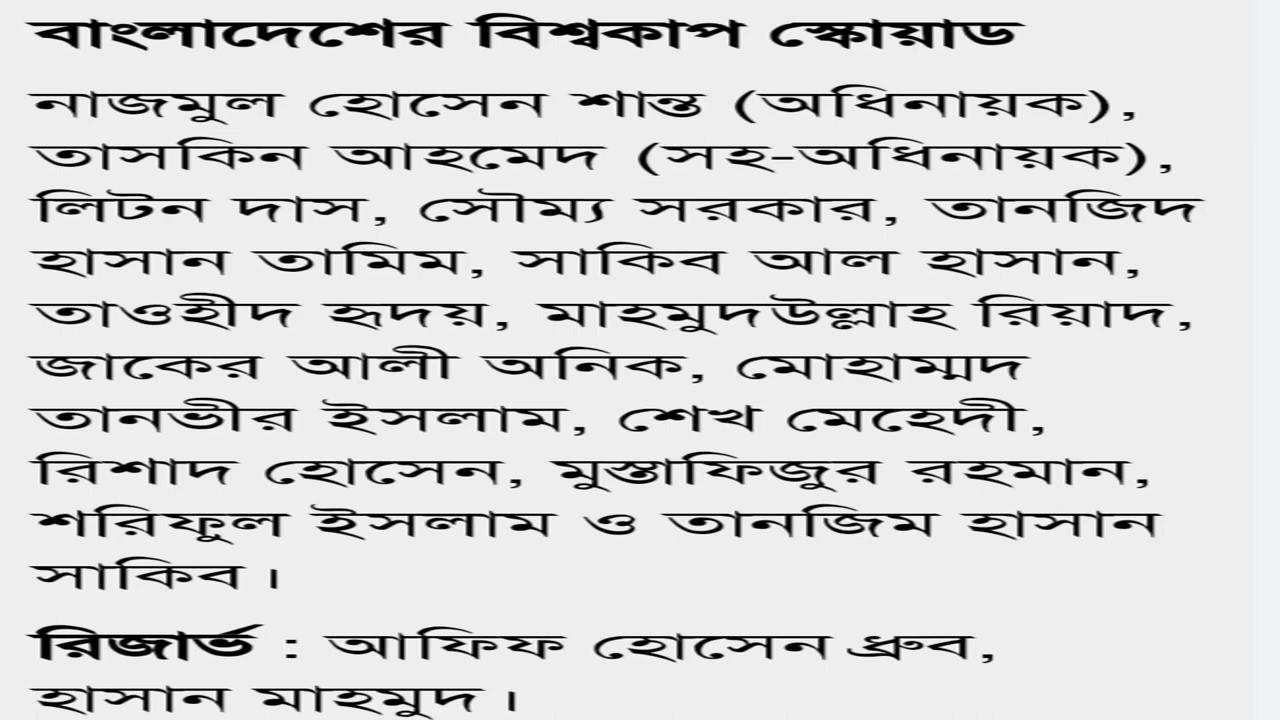 বাংলাদেশের বিশ্বকাপ স্কোয়াড
নাজমুল হোসেন শান্ত (অধিনায়ক),
তাসকিন আহমেদ (সহ-অধিনায়ক),
লিটন দাস, সৌম্য সরকার, তানজিদ
হাসান তামিম, সাকিব আল হাসান,
তাওহীদ হৃদয়, মাহমুদউল্লাহ রিয়াদ,
জাকের আলী অনিক, মোহাম্মদ
তানভীর ইসলাম, শেখ মেহেদী,
রিশাদ হোসেন, মুস্তাফিজুর রহমান,
শরিফুল ইসলাম ও তানজিম হাসান
সাকিব।
রিজার্ভ : আফিফ হোসেন ধ্রুব,
হাসান মাহমুদ।